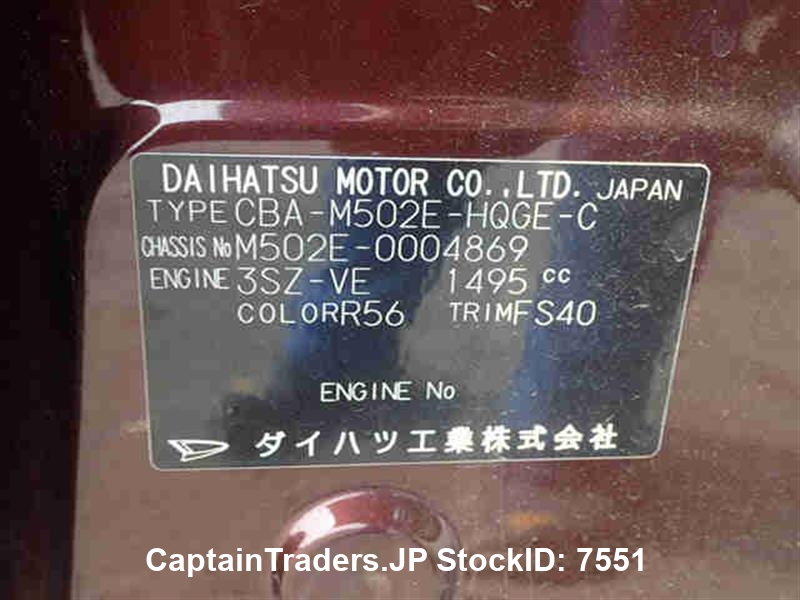 DAIHATSU MOTOR CO.,LTD. JAPAN
TYPE CBA-M502E-HQGE-C
CHASSIS No M502E-0004869
ENGINE 3SZ-VE 1495 cc
COLOR R56 TRIM FS40
ENGINE No
ダイハツ工業株式会社
CaptainTraders.JP StockID: 7551